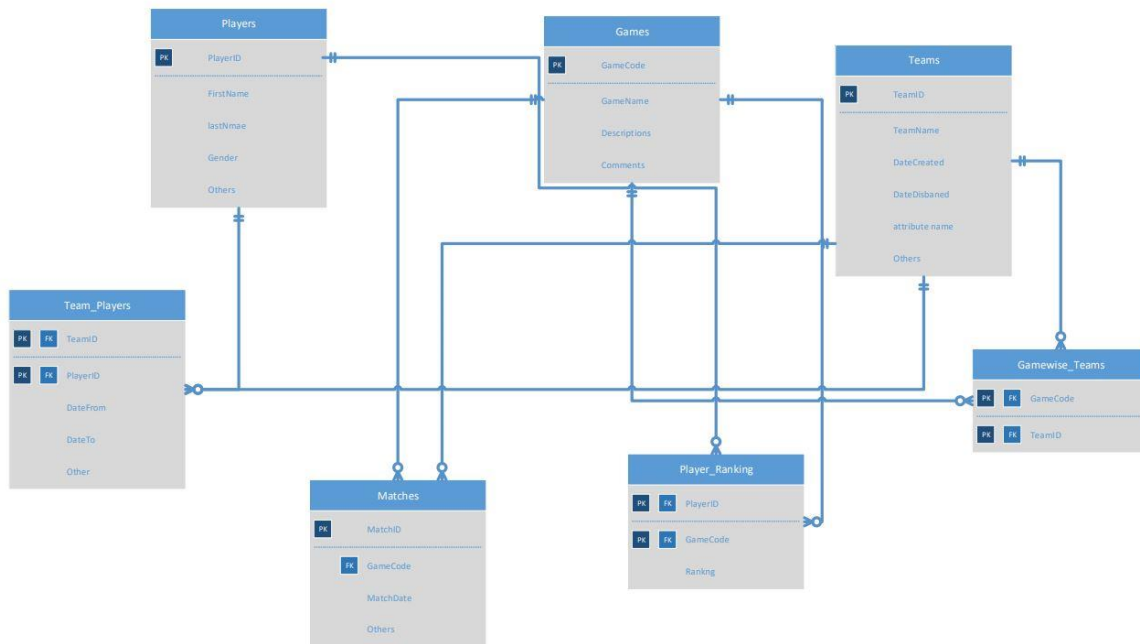 Players
PK PlayerID
FirstName
lastNmae
Gender
Others
Games
PK GameCode
GameName
Descriptions
Comments
Teams
PK TeamID
TeamName
DateCreated
DateDisbaned
attribute name
Others
Team_Players
PK FK TeamID
PK FK PlayerID
DateFrom
DateTo
Other
Matches
PK MatchID
FK GameCode
MatchDate
Others
Player_Ranking
PK FK PlayerID
PK FK GameCode
Rankng
Gamewise_Teams
PK FK GameCode
PK FK TeamID